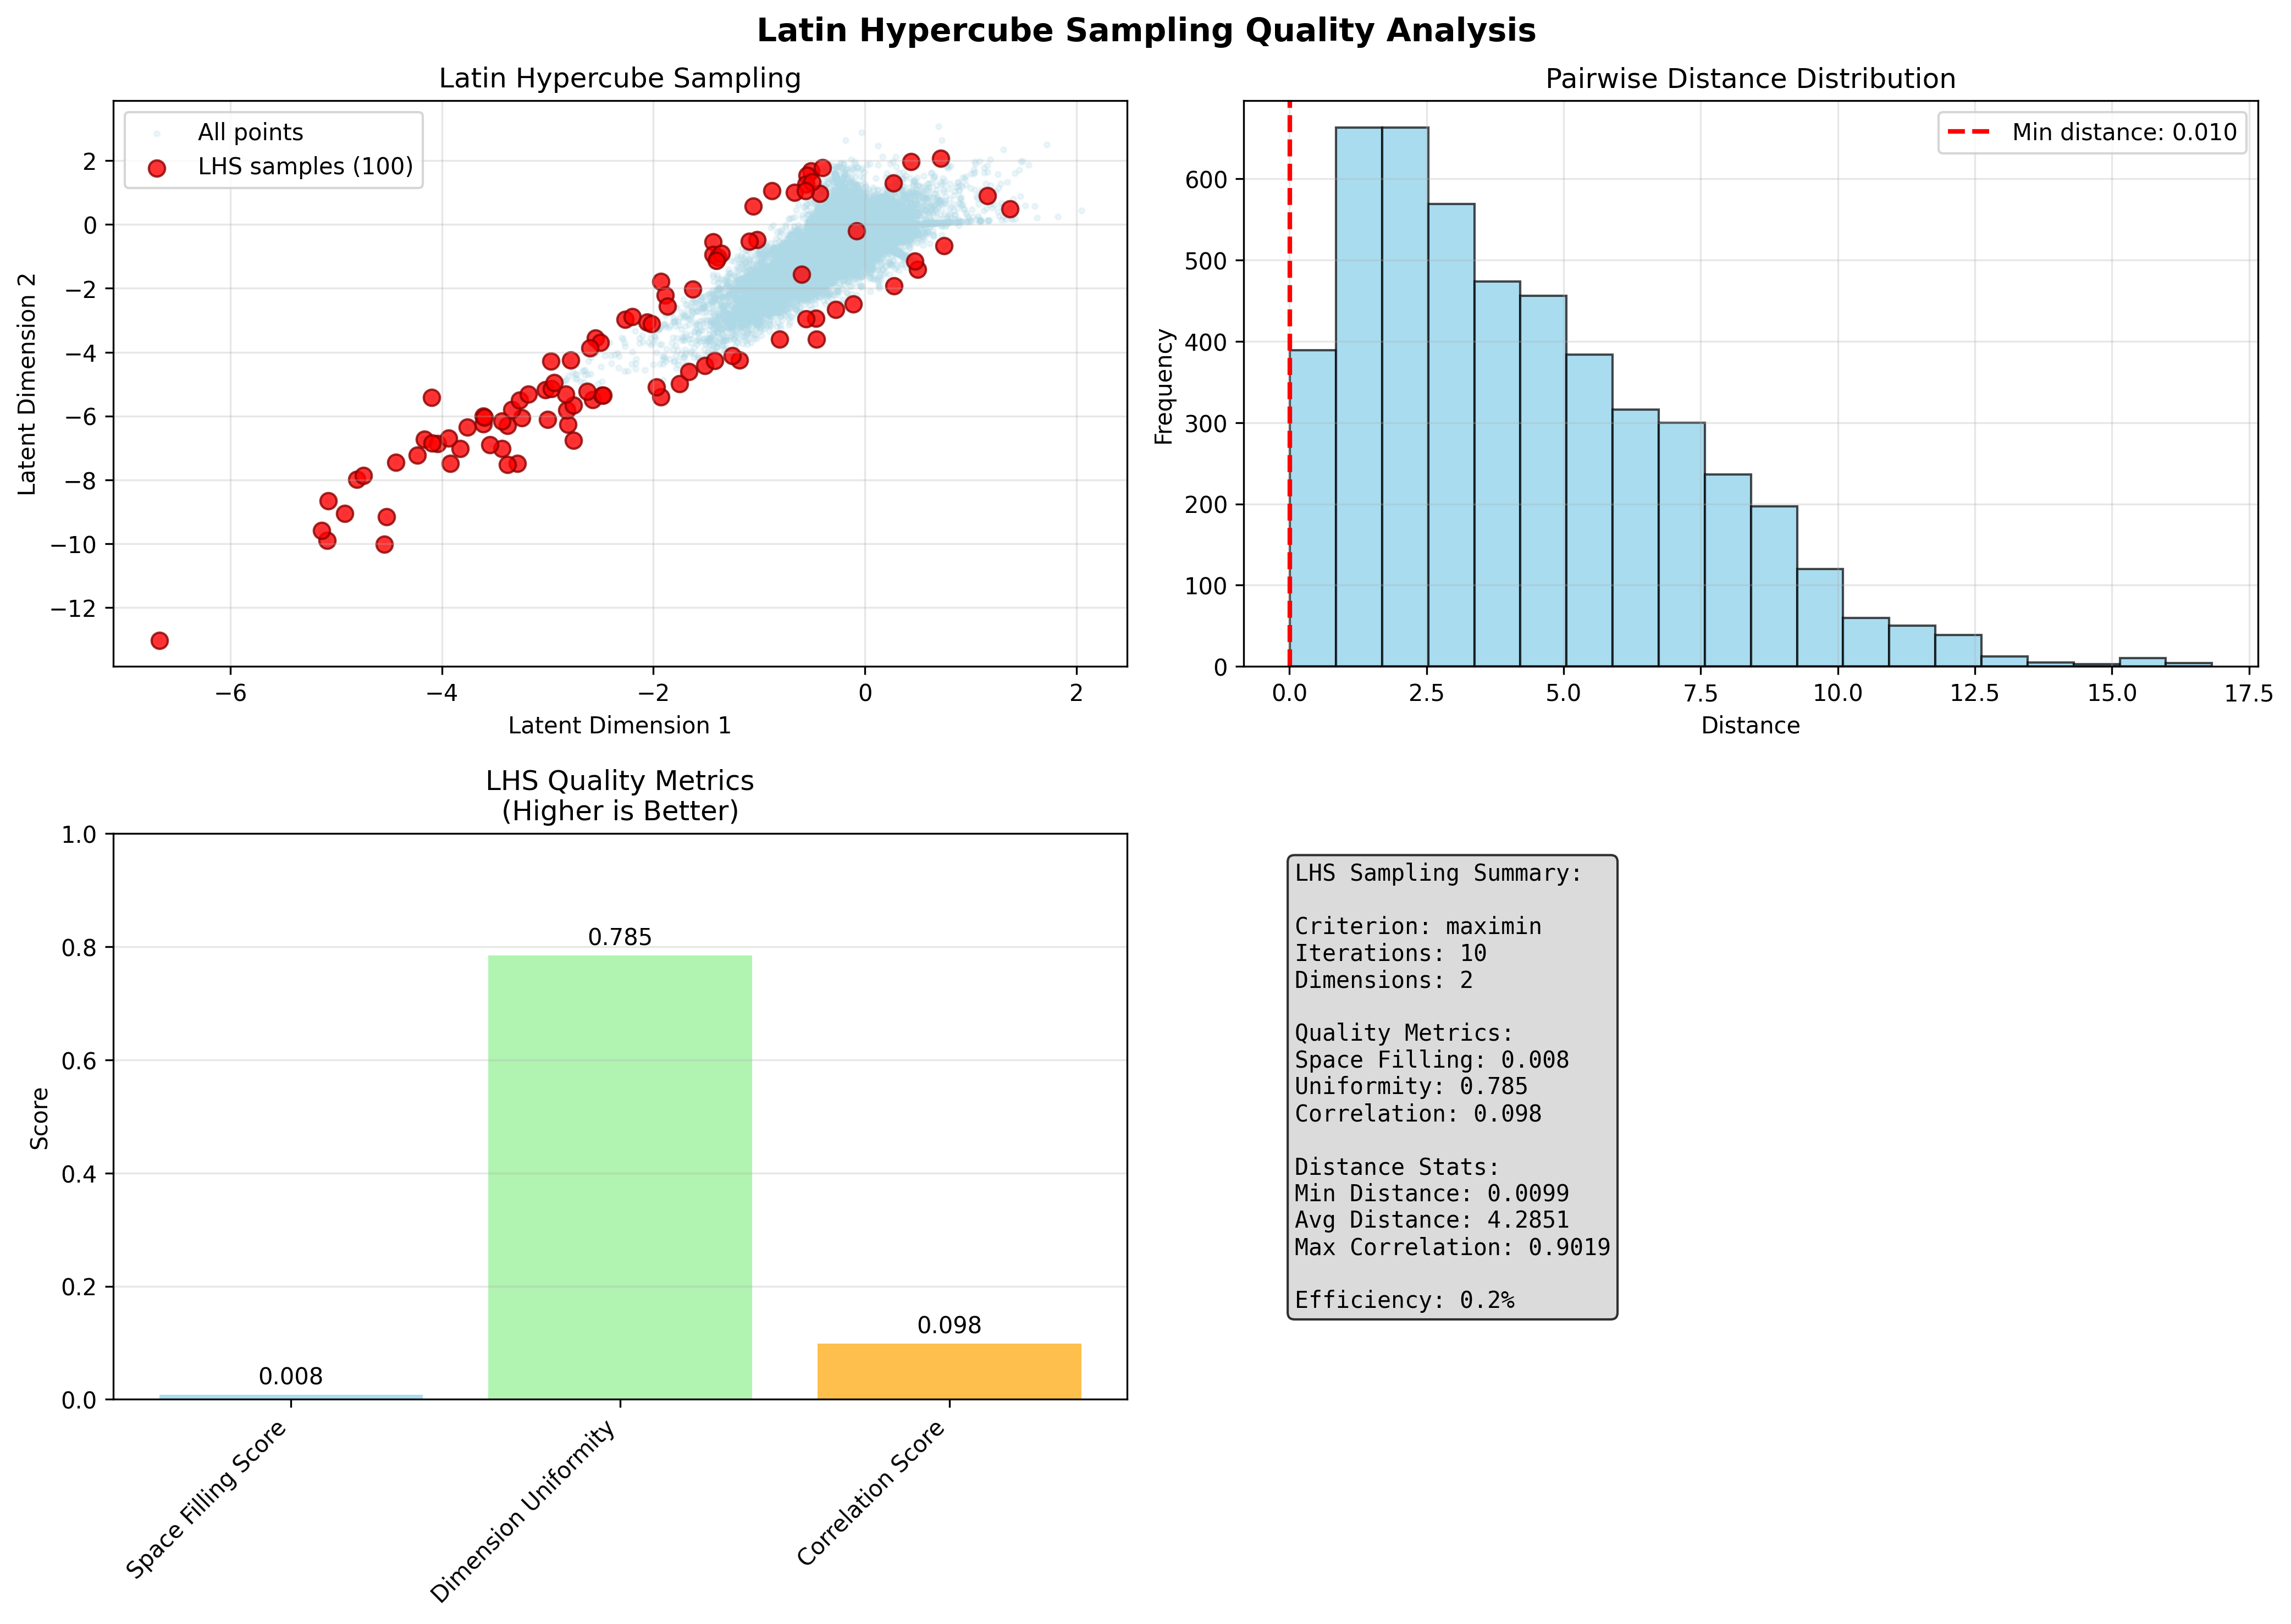 Latin Hypercube Sampling Quality Analysis
Latin Hypercube Sampling
All points
LHS samples (100)
2
0
−2
−4
−6
−8
−10
−12
Latent Dimension 2
−6
−4
−2
0
2
Latent Dimension 1
Pairwise Distance Distribution
Min distance: 0.010
600
500
400
300
200
100
0
Frequency
0.0
2.5
5.0
7.5
10.0
12.5
15.0
17.5
Distance
LHS Quality Metrics
(Higher is Better)
1.0
0.8
0.6
0.4
0.2
0.0
Score
0.008
0.785
0.098
Space Filling Score
Dimension Uniformity
Correlation Score
LHS Sampling Summary:
Criterion: maximin
Iterations: 10
Dimensions: 2
Quality Metrics:
Space Filling: 0.008
Uniformity: 0.785
Correlation: 0.098
Distance Stats:
Min Distance: 0.0099
Avg Distance: 4.2851
Max Correlation: 0.9019
Efficiency: 0.2%